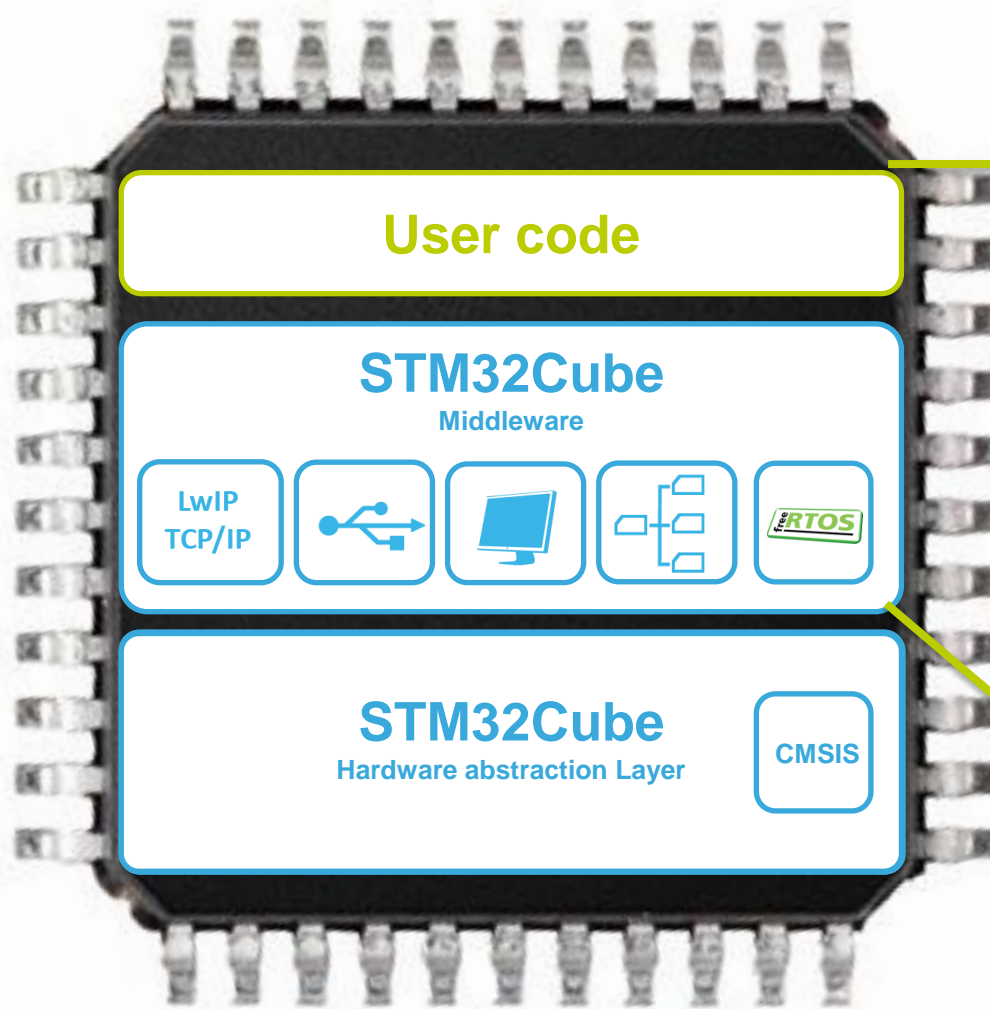 User code
STM32Cube
Middleware
LwIP
TCP/IP
free RTOS
STM32Cube
Hardware abstraction Layer
CMSIS